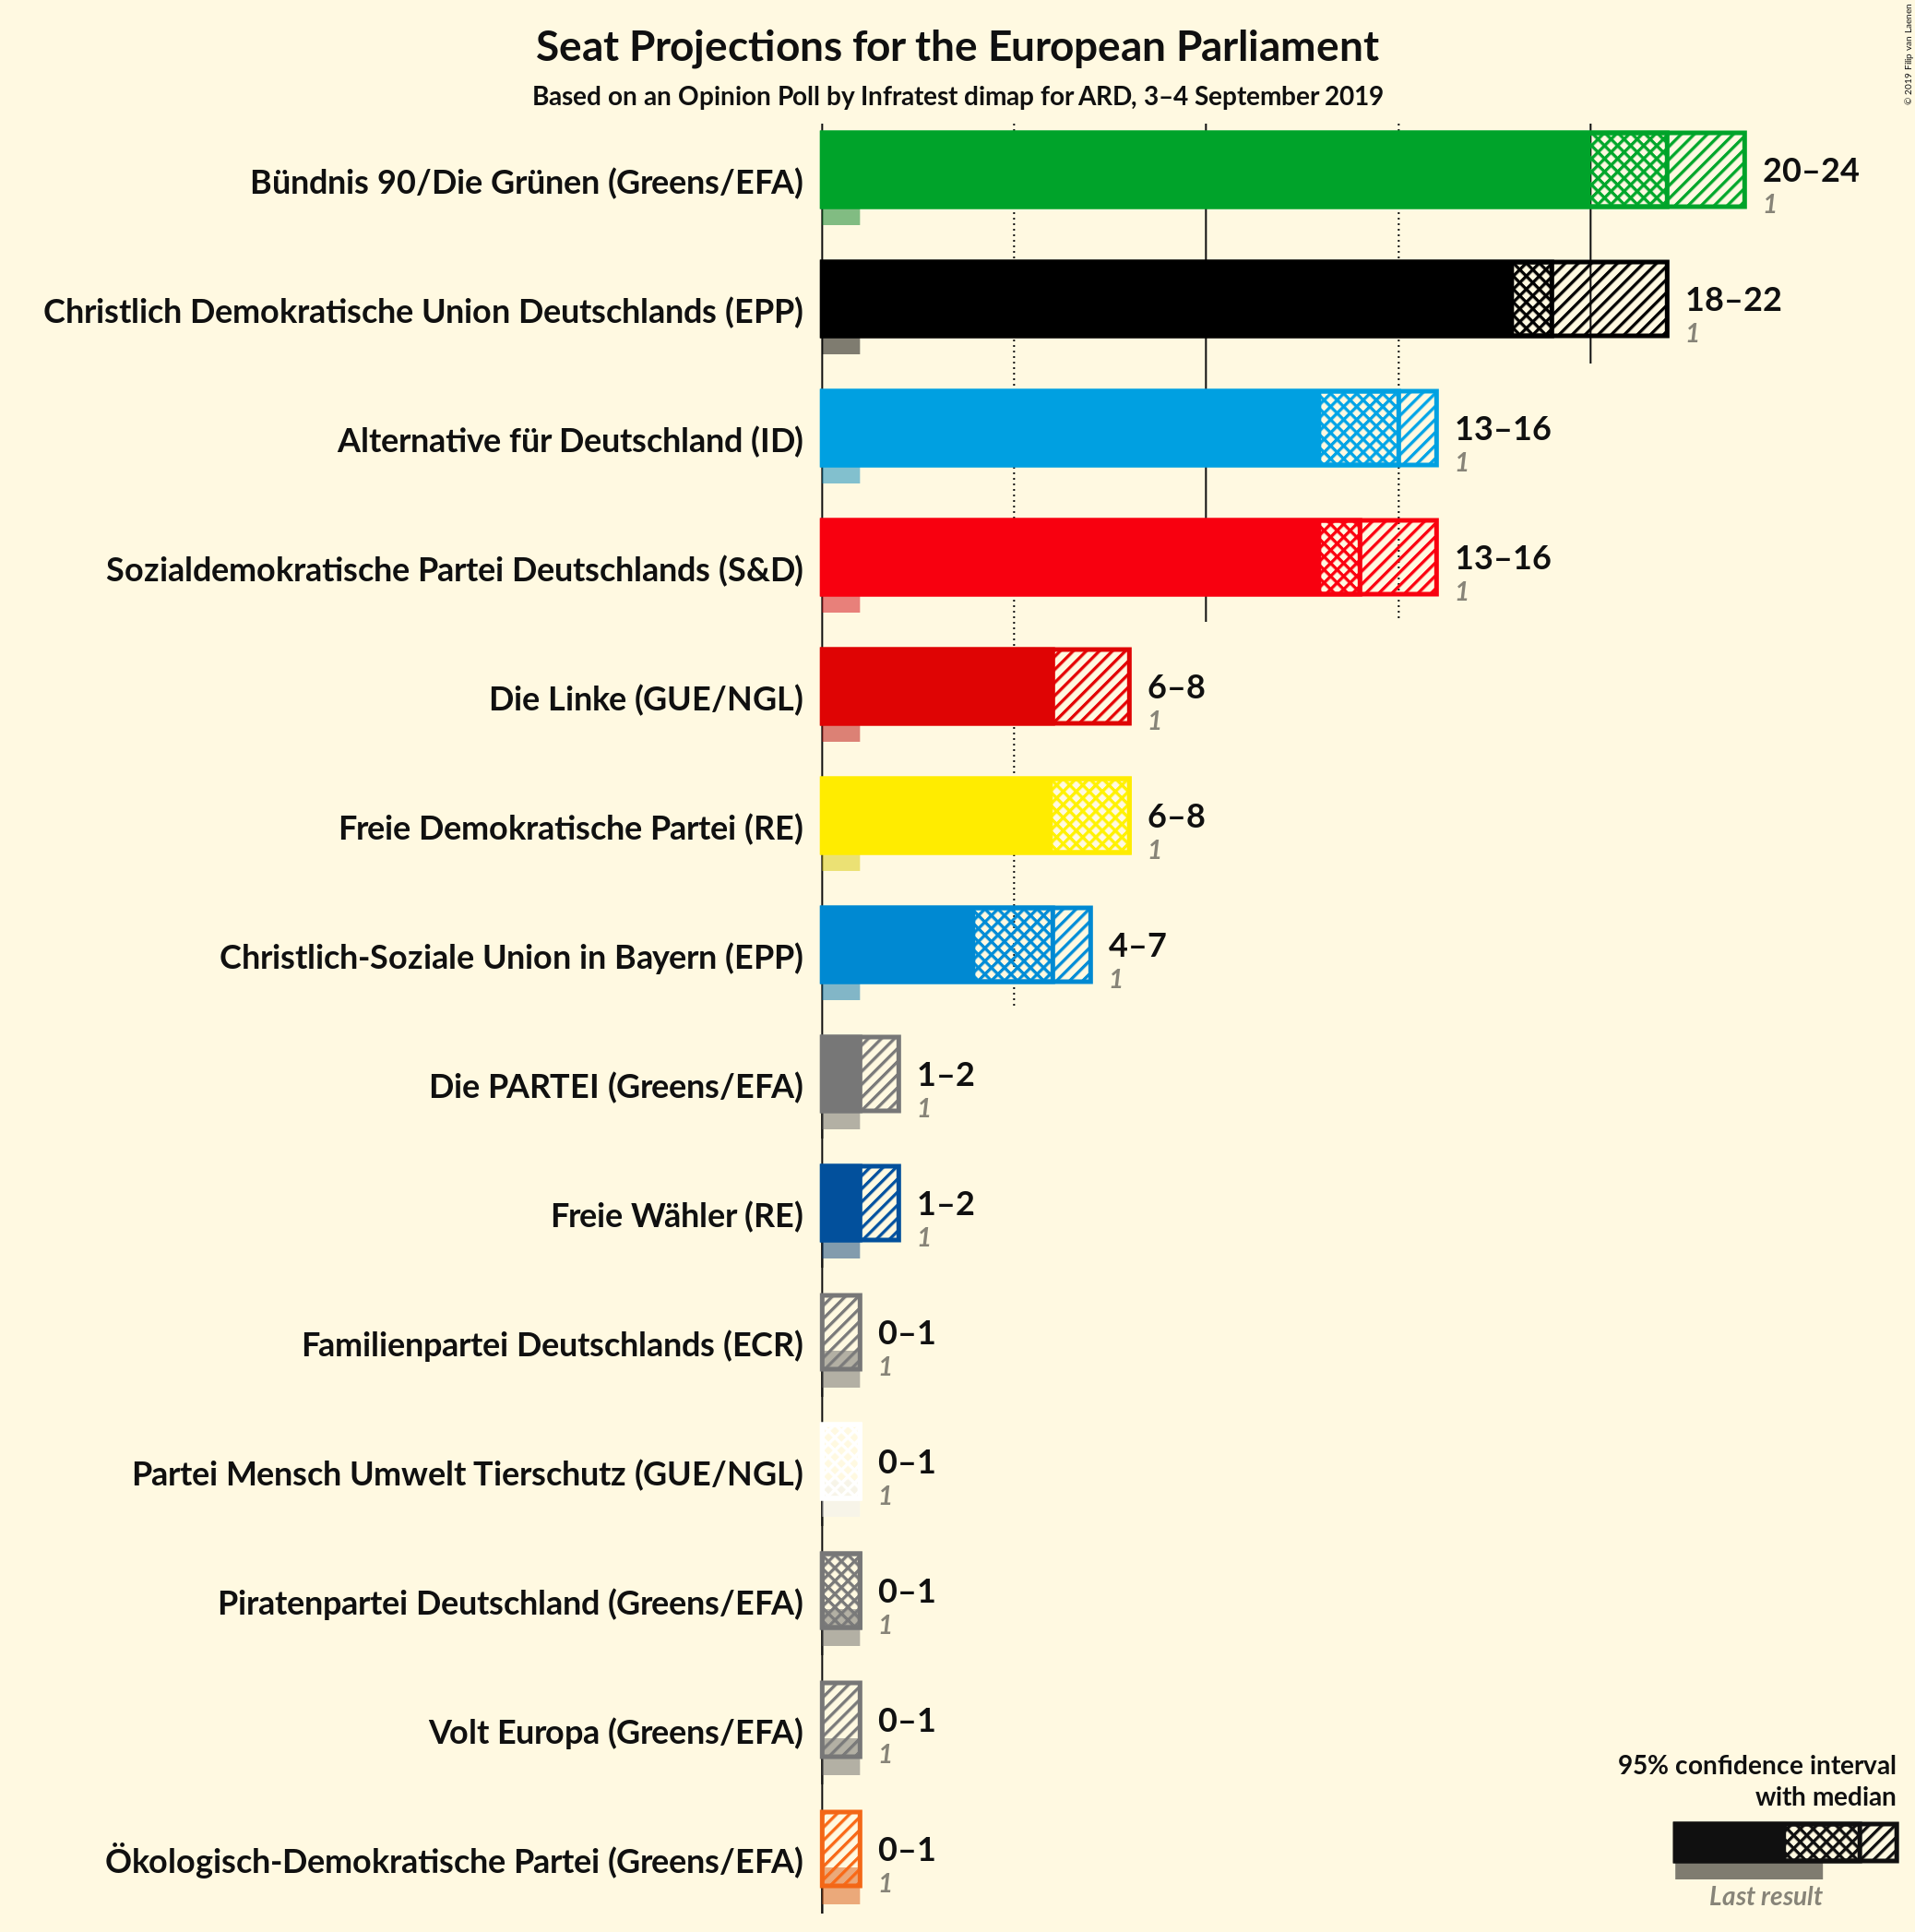 Seat Projections for the European Parliament
Based on an Opinion Poll by Infratest dimap for ARD, 3–4 September 2019
© 2019 Filip van Laenen
Bündnis 90/Die Grünen (Greens/EFA)
20–24
1
Christlich Demokratische Union Deutschlands (EPP)
18–22
1
Alternative für Deutschland (ID)
13–16
1
Sozialdemokratische Partei Deutschlands (S&D)
13–16
1
Die Linke (GUE/NGL)
6–8
1
Freie Demokratische Partei (RE)
6–8
1
Christlich-Soziale Union in Bayern (EPP)
4–7
1
Die PARTEI (Greens/EFA)
1–2
1
Freie Wähler (RE)
1–2
1
Familienpartei Deutschlands (ECR)
0–1
1
Partei Mensch Umwelt Tierschutz (GUE/NGL)
0–1
1
Piratenpartei Deutschland (Greens/EFA)
0–1
1
Volt Europa (Greens/EFA)
0–1
1
Ökologisch-Demokratische Partei (Greens/EFA)
0–1
1
95% confidence interval
with median
Last result